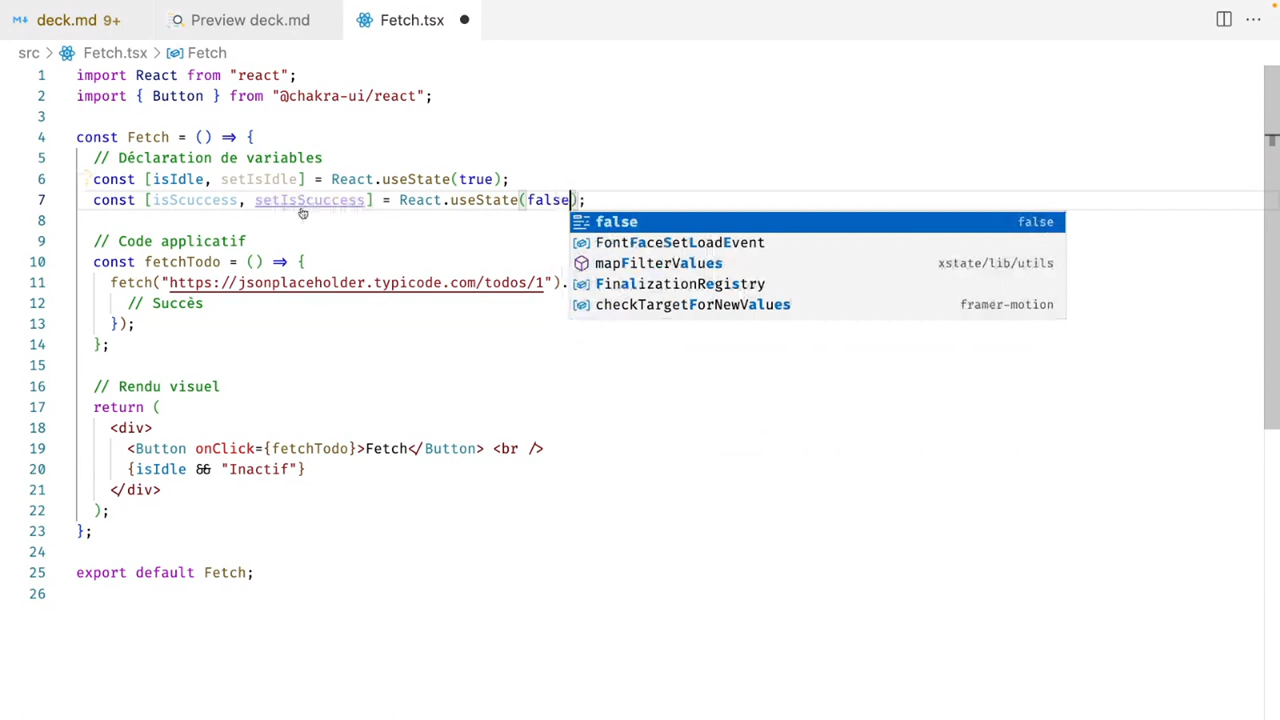 deck.md 9+ Preview deck.md Fetch.tsx
src > Fetch.tsx > Fetch
1 import React from "react";
2 import { Button } from "@chakra-ui/react";
3
4 const Fetch = () => {
5 // Déclaration de variables
6 const [isIdle, setIsIdle] = React.useState(true);
7 const [isScuccess, setIsScuccess] = React.useState(false);
8
9 // Code applicatif
10 const fetchTodo = () => {
11 fetch("https://jsonplaceholder.typicode.com/todos/1").
12 // Succès
13 });
14 };
15
16 // Rendu visuel
17 return (
18 <div>
19 <Button onClick={fetchTodo}>Fetch</Button> <br />
20 {isIdle && "Inactif"}
21 </div>
22 );
23 };
24
25 export default Fetch;
26
false false
FontFaceSetLoadEvent
mapFilterValues xstate/lib/utils
FinalizationRegistry
checkTargetForNewValues framer-motion